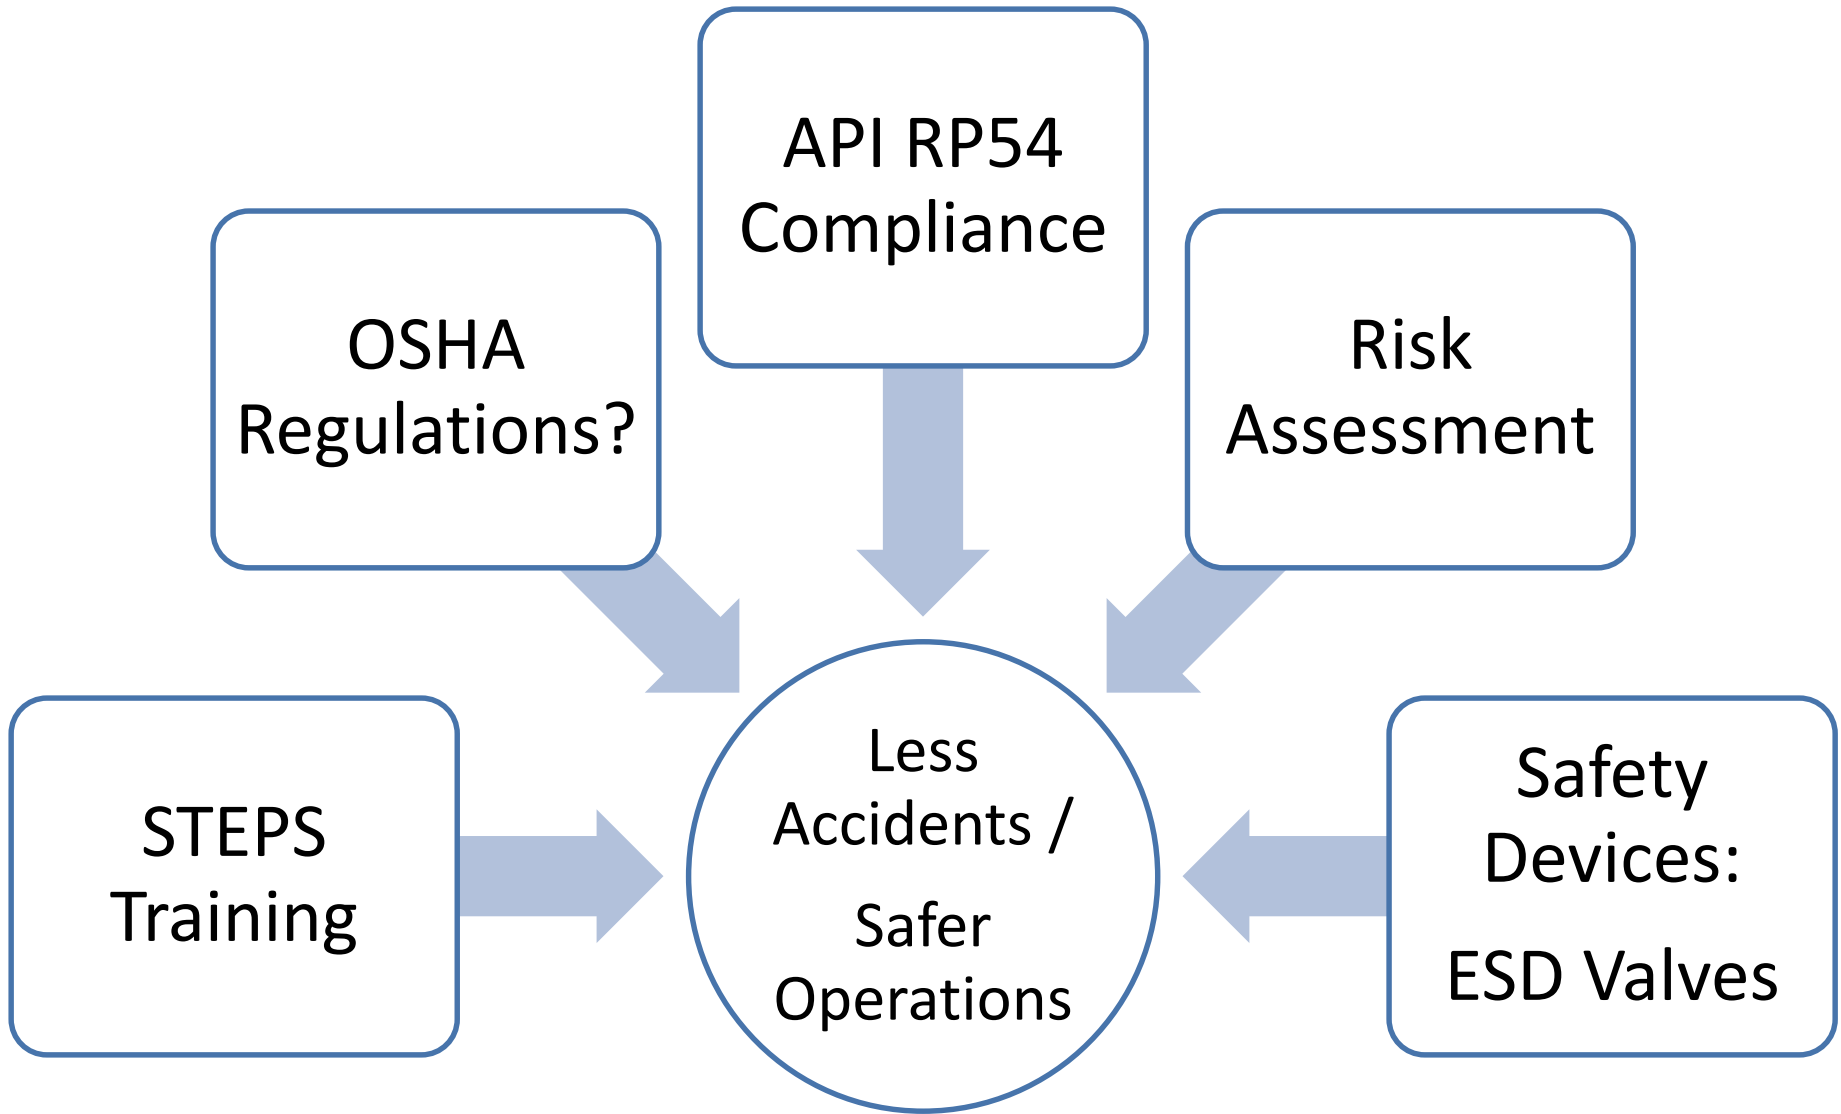 API RP54
Compliance
OSHA
Regulations?
Risk
Assessment
STEPS
Training
Less
Accidents /
Safer
Operations
Safety
Devices:
ESD Valves